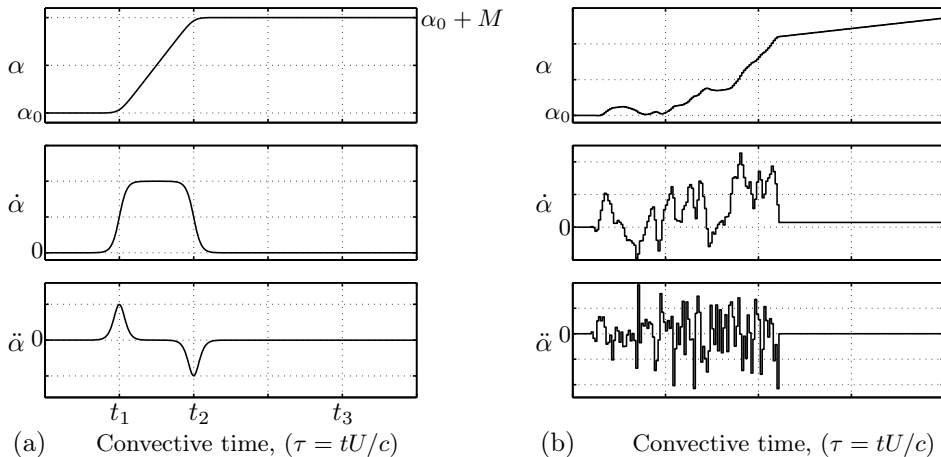 α₀ + M
α
α₀
α̇
0
α̈
0
t₁ t₂ t₃
(a) Convective time, (τ = tU/c)
α
α₀
α̇
0
α̈
0
(b) Convective time, (τ = tU/c)